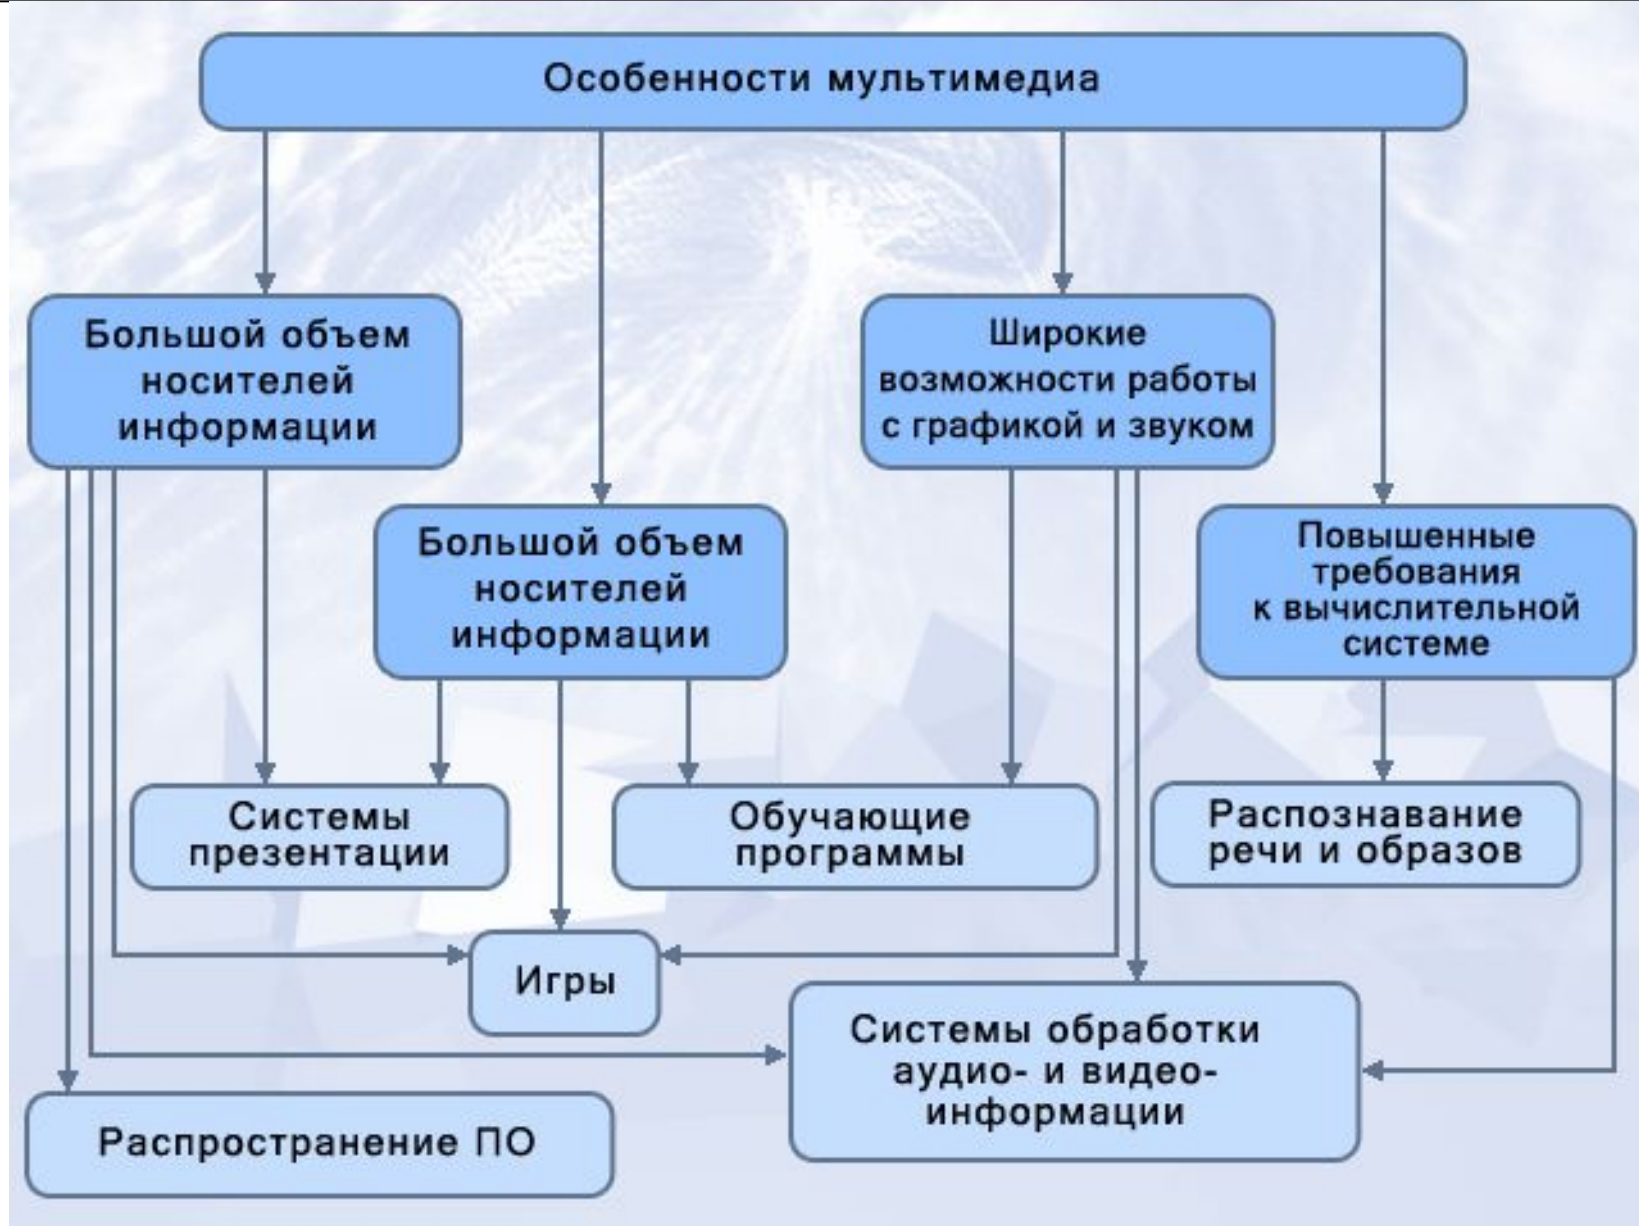 Особенности мультимедиа
Большой объем
носителей
информации
Широкие
возможности работы
с графикой и звуком
Большой объем
носителей
информации
Повышенные
требования
к вычислительной
системе
Системы
презентации
Обучающие
программы
Распознавание
речи и образов
Игры
Системы обработки
аудио- и видео-
информации
Распространение ПО